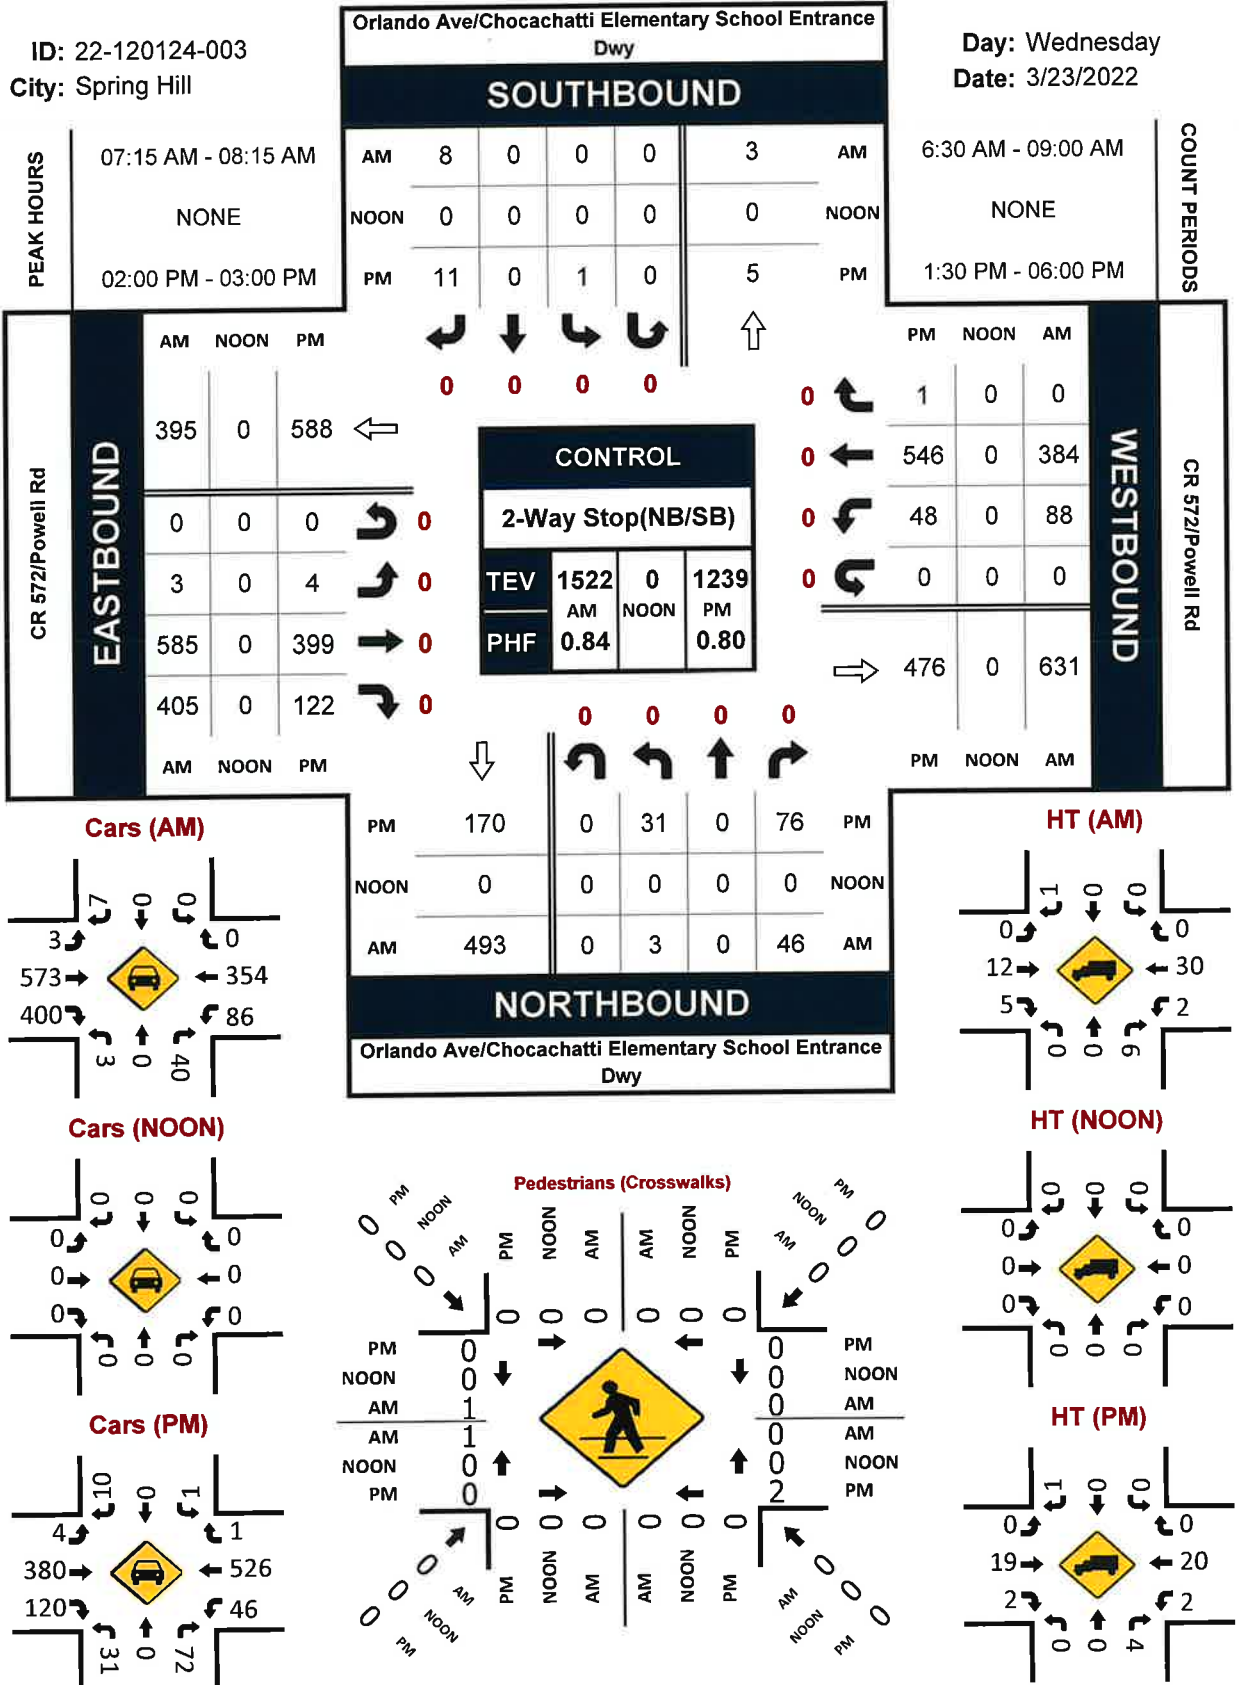 Orlando Ave/Chocachatti Elementary School Entrance
Dwy
ID: 22-120124-003
City: Spring Hill
Day: Wednesday
Date: 3/23/2022
SOUTHBOUND
PEAK HOURS
07:15 AM - 08:15 AM
NONE
02:00 PM - 03:00 PM
AM 8 0 0 0 3 AM
NOON 0 0 0 0 0 NOON
PM 11 0 1 0 5 PM
6:30 AM - 09:00 AM
NONE
1:30 PM - 06:00 PM
COUNT PERIODS
0 0 0 0
CR 572/Powell Rd
EASTBOUND
AM NOON PM
395 0 588
0 0 0 0
3 0 4 0
585 0 399 0
405 0 122 0
AM NOON PM
CONTROL
2-Way Stop(NB/SB)
TEV 1522 0 1239
AM NOON PM
PHF 0.84 0.80
PM NOON AM
0 1 0 0
0 546 0 384
0 48 0 88
0 0 0 0
476 0 631
PM NOON AM
WESTBOUND
CR 572/Powell Rd
0 0 0 0
PM 170 0 31 0 76 PM
NOON 0 0 0 0 0 NOON
AM 493 0 3 0 46 AM
NORTHBOUND
Orlando Ave/Chocachatti Elementary School Entrance
Dwy
Cars (AM)
7 0 0
3 0
573 354
400 86
3 0 40
HT (AM)
1 0 0
0 0
12 30
5 2
0 0 6
Cars (NOON)
0 0 0
0 0
0 0
0 0
0 0 0
HT (NOON)
0 0 0
0 0
0 0
0 0
0 0 0
Cars (PM)
10 0 1
4 1
380 526
120 46
31 0 72
HT (PM)
1 0 0
0 0
19 20
2 2
0 0 4
Pedestrians (Crosswalks)
PM NOON AM
0 0 0
PM NOON AM AM NOON PM
0 0 0 0 0 0
PM NOON AM
0 0 0
PM 0 0 PM
NOON 0 0 NOON
AM 1 0 AM
AM 1 0 AM
NOON 0 0 NOON
PM 0 2 PM
0 0 0 0 0 0
PM NOON AM AM NOON PM
0 0 0
AM NOON PM
0 0 0
AM NOON PM